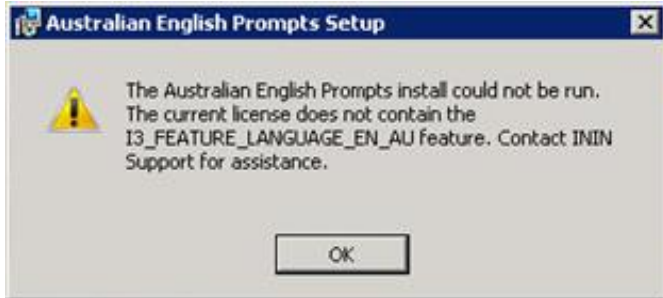 Australian English Prompts Setup
The Australian English Prompts install could not be run.
The current license does not contain the
I3_FEATURE_LANGUAGE_EN_AU feature. Contact ININ
Support for assistance.
OK